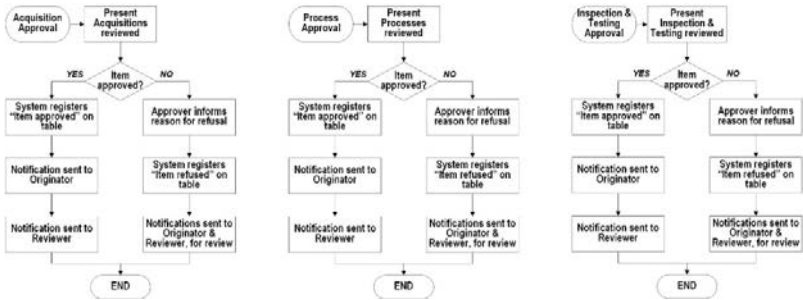 Acquisition
Approval
Present
Acquisitions
reviewed
YES
Item
approved?
NO
System registers
"Item approved" on
table
Approver informs
reason for refusal
Notification sent to
Originator
System registers
"Item refused" on
table
Notification sent to
Reviewer
Notifications sent to
Originator &
Reviewer, for review
END
Process
Approval
Present
Processes
reviewed
YES
Item
approved?
NO
System registers
"Item approved" on
table
Approver informs
reason for refusal
Notification sent to
Originator
System registers
"Item refused" on
table
Notification sent to
Reviewer
Notifications sent to
Originator &
Reviewer, for review
END
Inspection &
Testing
Approval
Present
Inspection &
Testing reviewed
YES
Item
approved?
NO
System registers
"Item approved" on
table
Approver informs
reason for refusal
Notification sent to
Originator
System registers
"Item refused" on
table
Notification sent to
Reviewer
Notifications sent to
Originator &
Reviewer, for review
END